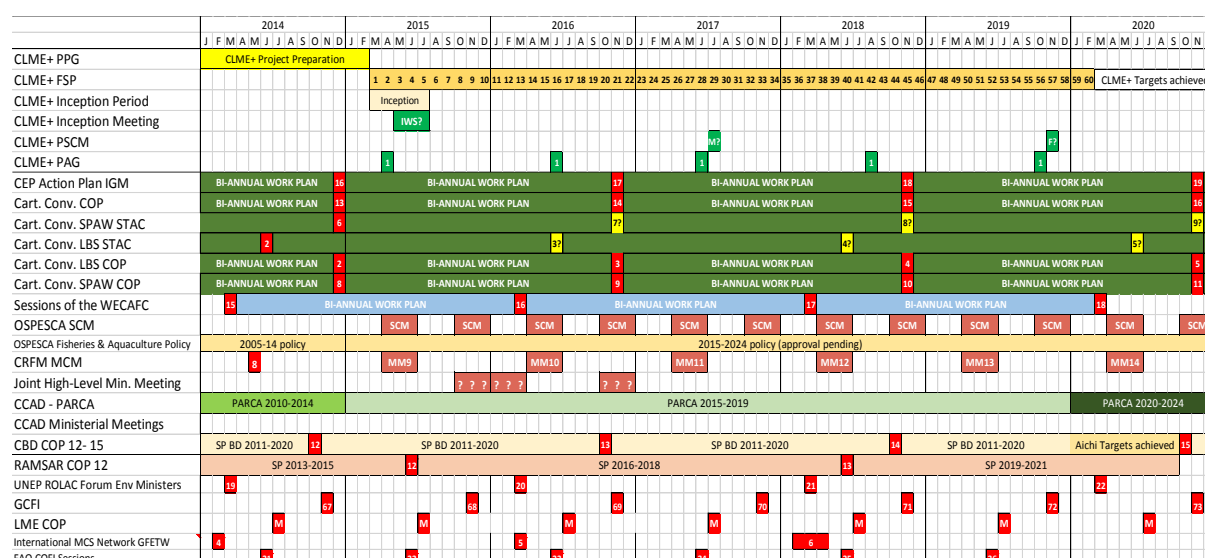 2014 2015 2016 2017 2018 2019 2020
J F M A M J J A S O N D J F M A M J J A S O N D J F M A M J J A S O N D J F M A M J J A S O N D J F M A M J J A S O N D J F M A M J J A S O N D J F M A M J J A S O N
CLME+ PPG CLME+ Project Preparation
CLME+ FSP 1 2 3 4 5 6 7 8 9 10 11 12 13 14 15 16 17 18 19 20 21 22 23 24 25 26 27 28 29 30 31 32 33 34 35 36 37 38 39 40 41 42 43 44 45 46 47 48 49 50 51 52 53 54 55 56 57 58 59 60 CLME+ Targets achieved
CLME+ Inception Period Inception
CLME+ Inception Meeting IWS?
CLME+ PSCM M? F?
CLME+ PAG 1 1 1 1 1
CEP Action Plan IGM BI-ANNUAL WORK PLAN 16 BI-ANNUAL WORK PLAN 17 BI-ANNUAL WORK PLAN 18 BI-ANNUAL WORK PLAN 19
Cart. Conv. COP BI-ANNUAL WORK PLAN 13 BI-ANNUAL WORK PLAN 14 BI-ANNUAL WORK PLAN 15 BI-ANNUAL WORK PLAN 16
Cart. Conv. SPAW STAC 6 7? 8? 9?
Cart. Conv. LBS STAC 2 3? 4? 5?
Cart. Conv. LBS COP BI-ANNUAL WORK PLAN 2 BI-ANNUAL WORK PLAN 3 BI-ANNUAL WORK PLAN 4 BI-ANNUAL WORK PLAN 5
Cart. Conv. SPAW COP BI-ANNUAL WORK PLAN 8 BI-ANNUAL WORK PLAN 9 BI-ANNUAL WORK PLAN 10 BI-ANNUAL WORK PLAN 11
Sessions of the WECAFC 15 BI-ANNUAL WORK PLAN 16 BI-ANNUAL WORK PLAN 17 BI-ANNUAL WORK PLAN 18
OSPESCA SCM SCM SCM SCM SCM SCM SCM SCM SCM SCM SCM SCM SCM
OSPESCA Fisheries & Aquaculture Policy 2005-14 policy 2015-2024 policy (approval pending)
CRFM MCM 8 MM9 MM10 MM11 MM12 MM13 MM14
Joint High-Level Min. Meeting ? ? ? ? ? ? ? ? ?
CCAD - PARCA PARCA 2010-2014 PARCA 2015-2019 PARCA 2020-2024
CCAD Ministerial Meetings
CBD COP 12- 15 SP BD 2011-2020 12 SP BD 2011-2020 13 SP BD 2011-2020 14 SP BD 2011-2020 Aichi Targets achieved 15
RAMSAR COP 12 SP 2013-2015 12 SP 2016-2018 13 SP 2019-2021
UNEP ROLAC Forum Env Ministers 19 20 21 22
GCFI 67 68 69 70 71 72 73
LME COP M M M M M M M
International MCS Network GFETW 4 5 6
FAO COFI Sessions